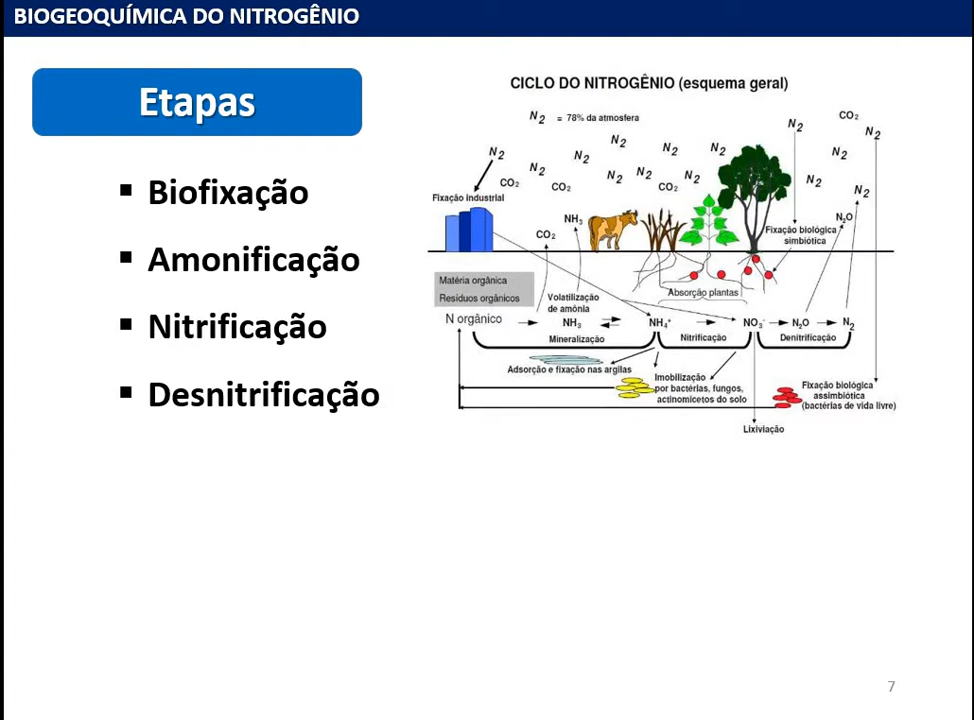 BIOGEOQUÍMICA DO NITROGÊNIO
Etapas
▪ Biofixação
▪ Amonificação
▪ Nitrificação
▪ Desnitrificação
CICLO DO NITROGÊNIO (esquema geral)
N2 = 78% da atmosfera
N2
N2
N2
N2
N2
N2
N2
N2
N2
N2
N2
N2
N2
N2
CO2
CO2
CO2
CO2
Fixação industrial
NH3
CO2
N2O
Fixação biológica
simbiótica
Matéria orgânica
Resíduos orgânicos
Volatilização
de amônia
Absorção plantas
N orgânico
NH3
NH4+
NO3-
N2O
N2
Mineralização
Nitrificação
Denitrificação
Adsorção e fixação nas argilas
Imobilização
por bactérias, fungos,
actinomicetos do solo
Fixação biológica
assimbiótica
(bactérias de vida livre)
Lixiviação
7